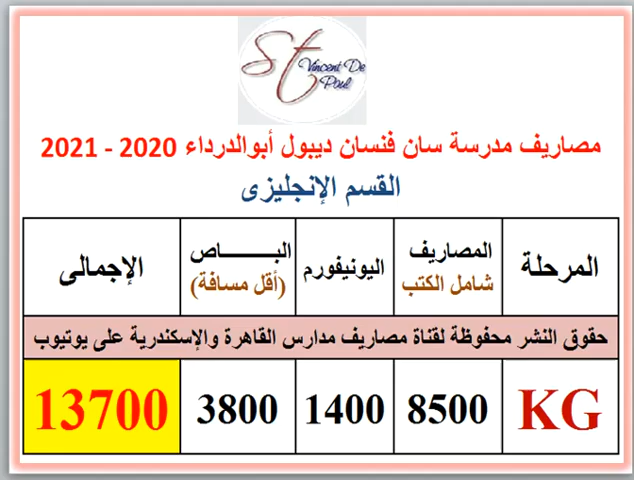 St
Vincent De
Paul
مصاريف مدرسة سان فنسان ديبول أبوالدرداء 2020 - 2021
القسم الإنجليزى
المرحلة
المصاريف
شامل الكتب
اليونيفورم
البــــــاص
(أقل مسافة)
الإجمالى
حقوق النشر محفوظة لقناة مصاريف مدارس القاهرة والإسكندرية على يوتيوب
KG 8500 1400 3800 13700